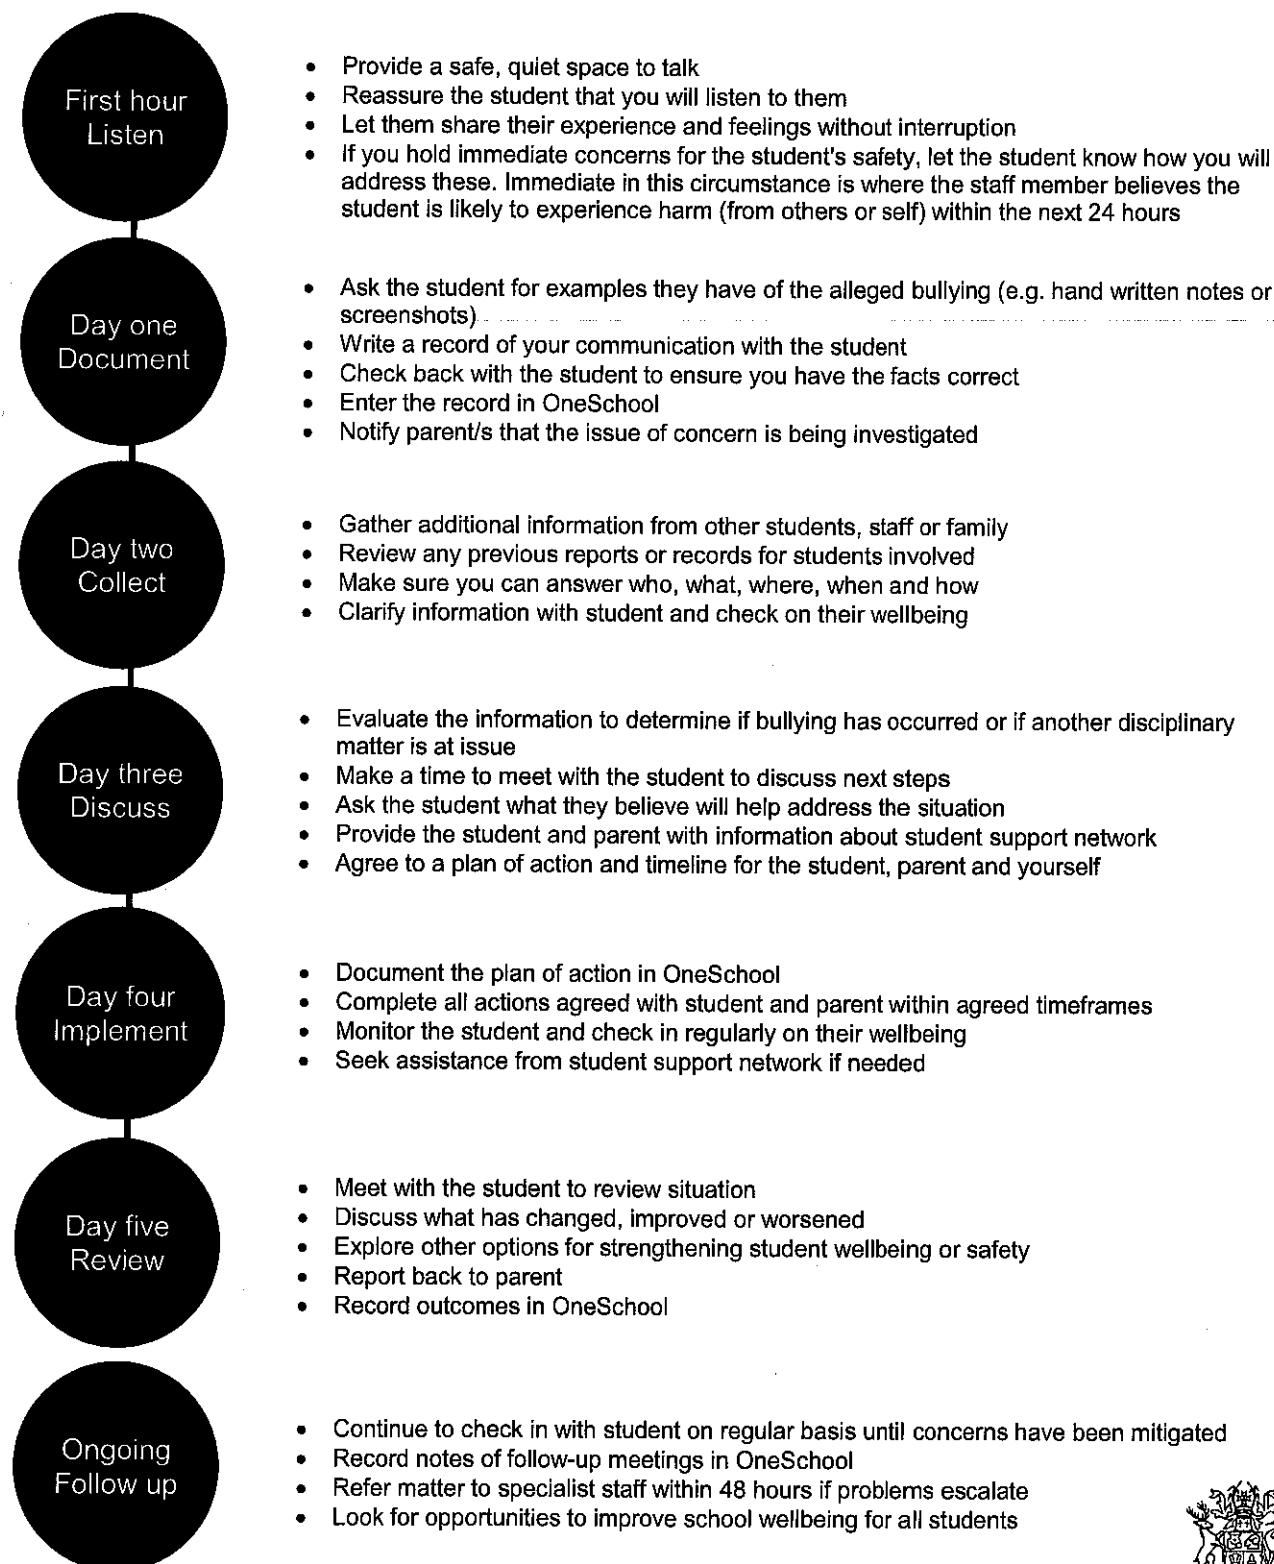 First hour
Listen
• Provide a safe, quiet space to talk
• Reassure the student that you will listen to them
• Let them share their experience and feelings without interruption
• If you hold immediate concerns for the student's safety, let the student know how you will
address these. Immediate in this circumstance is where the staff member believes the
student is likely to experience harm (from others or self) within the next 24 hours
Day one
Document
• Ask the student for examples they have of the alleged bullying (e.g. hand written notes or
screenshots)
• Write a record of your communication with the student
• Check back with the student to ensure you have the facts correct
• Enter the record in OneSchool
• Notify parent/s that the issue of concern is being investigated
Day two
Collect
• Gather additional information from other students, staff or family
• Review any previous reports or records for students involved
• Make sure you can answer who, what, where, when and how
• Clarify information with student and check on their wellbeing
Day three
Discuss
• Evaluate the information to determine if bullying has occurred or if another disciplinary
matter is at issue
• Make a time to meet with the student to discuss next steps
• Ask the student what they believe will help address the situation
• Provide the student and parent with information about student support network
• Agree to a plan of action and timeline for the student, parent and yourself
Day four
Implement
• Document the plan of action in OneSchool
• Complete all actions agreed with student and parent within agreed timeframes
• Monitor the student and check in regularly on their wellbeing
• Seek assistance from student support network if needed
Day five
Review
• Meet with the student to review situation
• Discuss what has changed, improved or worsened
• Explore other options for strengthening student wellbeing or safety
• Report back to parent
• Record outcomes in OneSchool
Ongoing
Follow up
• Continue to check in with student on regular basis until concerns have been mitigated
• Record notes of follow-up meetings in OneSchool
• Refer matter to specialist staff within 48 hours if problems escalate
• Look for opportunities to improve school wellbeing for all students